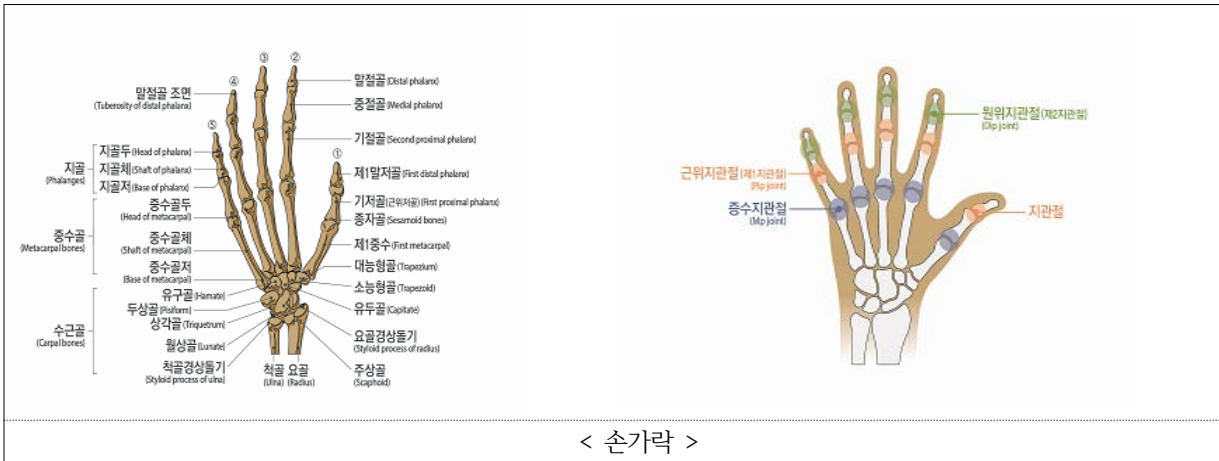 ③ ②
④
말절골 조면
(Tuberosity of distal phalanx)
⑤
지골
(Phalanges)
지골두 (Head of phalanx)
지골체 (Shaft of phalanx)
지골저 (Base of phalanx)
중수골
(Metacarpal bones)
중수골두
(Head of metacarpal)
중수골체
(Shaft of metacarpal)
중수골저
(Base of metacarpal)
수근골
(Carpal bones)
유구골 (Hamate)
두상골 (Pisiform)
상각골 (Triquetrum)
월상골 (Lunate)
척골경상돌기
(Styloid process of ulna)
척골 요골
(Ulna) (Radius)
말절골 (Distal phalanx)
중절골 (Medial phalanx)
기절골 (Second proximal phalanx)
①
제1말저골 (First distal phalanx)
기저골(근위저골) (First proximal phalanx)
종자골 (Sesamoid bones)
제1중수 (First metacarpal)
대능형골 (Trapezium)
소능형골 (Trapezoid)
유두골 (Capitate)
요골경상돌기
(Styloid process of radius)
주상골
(Scaphoid)
원위지관절 (제2지관절)
(Dip joint)
근위지관절 (제1지관절)
(Pip joint)
증수지관절
(Mp joint)
지관절
< 손가락 >